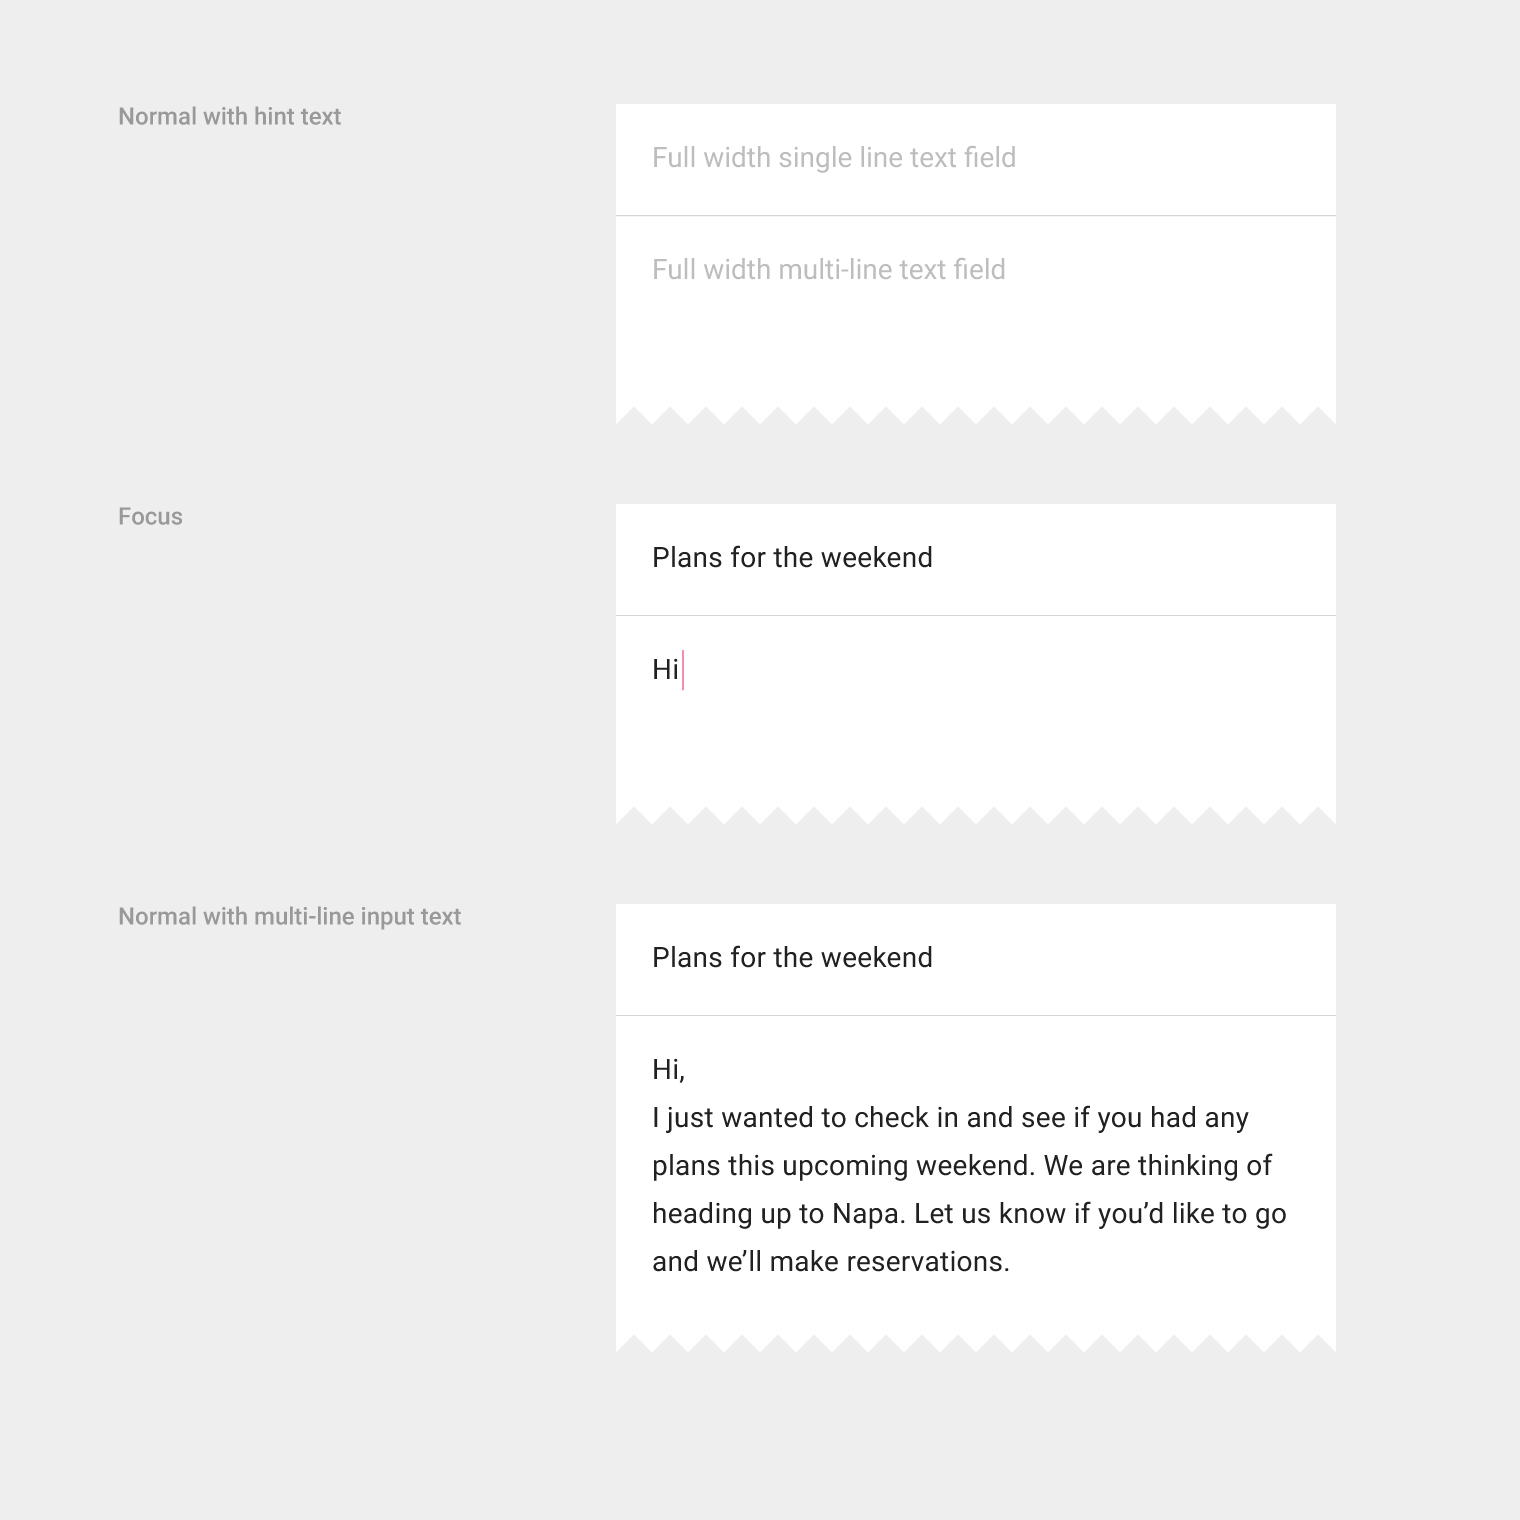 Normal with hint text
Full width single line text field
Full width multi-line text field
Focus
Plans for the weekend
Hi
Normal with multi-line input text
Plans for the weekend
Hi,
I just wanted to check in and see if you had any
plans this upcoming weekend. We are thinking of
heading up to Napa. Let us know if you’d like to go
and we’ll make reservations.